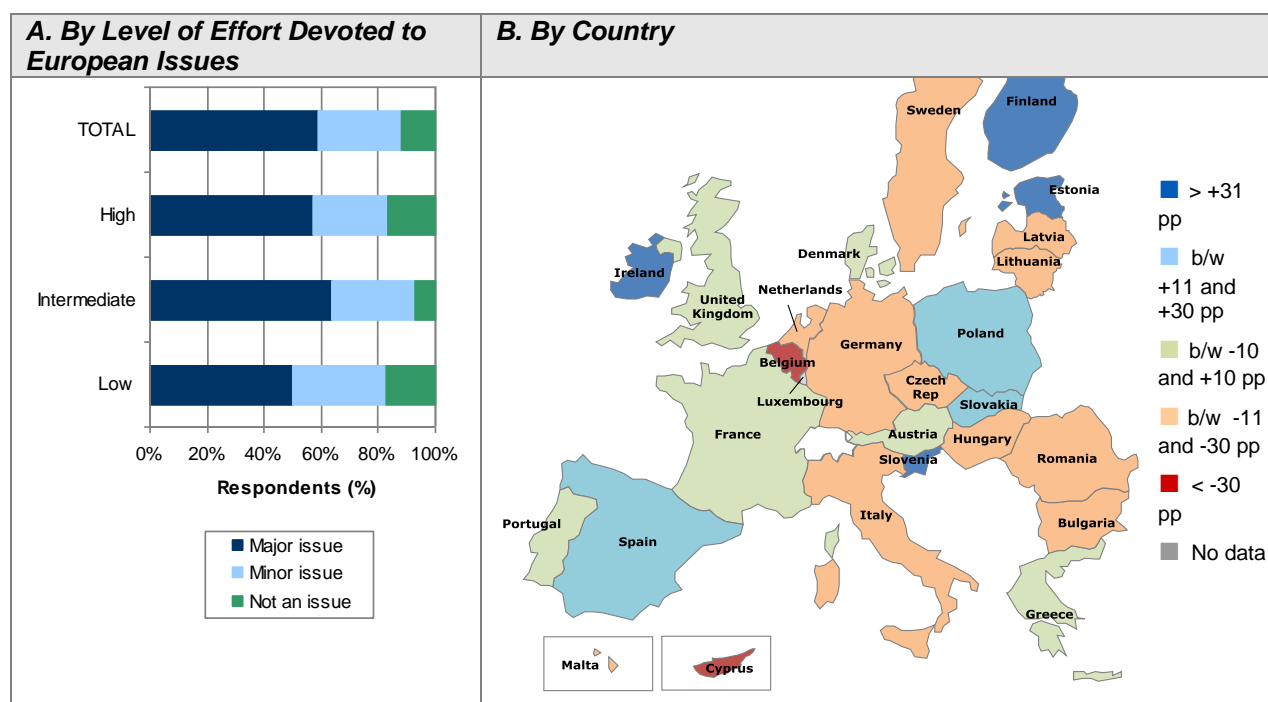 A. By Level of Effort Devoted to
European Issues
B. By Country
TOTAL
High
Intermediate
Low
0% 20% 40% 60% 80% 100%
Respondents (%)
Major issue
Minor issue
Not an issue
Finland
Sweden
Estonia
Latvia
Lithuania
Denmark
Ireland
Netherlands
United
Kingdom
Poland
Germany
Belgium
Czech
Rep
Luxembourg
Slovakia
France
Austria
Hungary
Slovenia
Romania
Italy
Bulgaria
Portugal
Spain
Greece
Malta
Cyprus
> +31
pp
b/w
+11 and
+30 pp
b/w -10
and +10 pp
b/w -11
and -30 pp
< -30
pp
No data